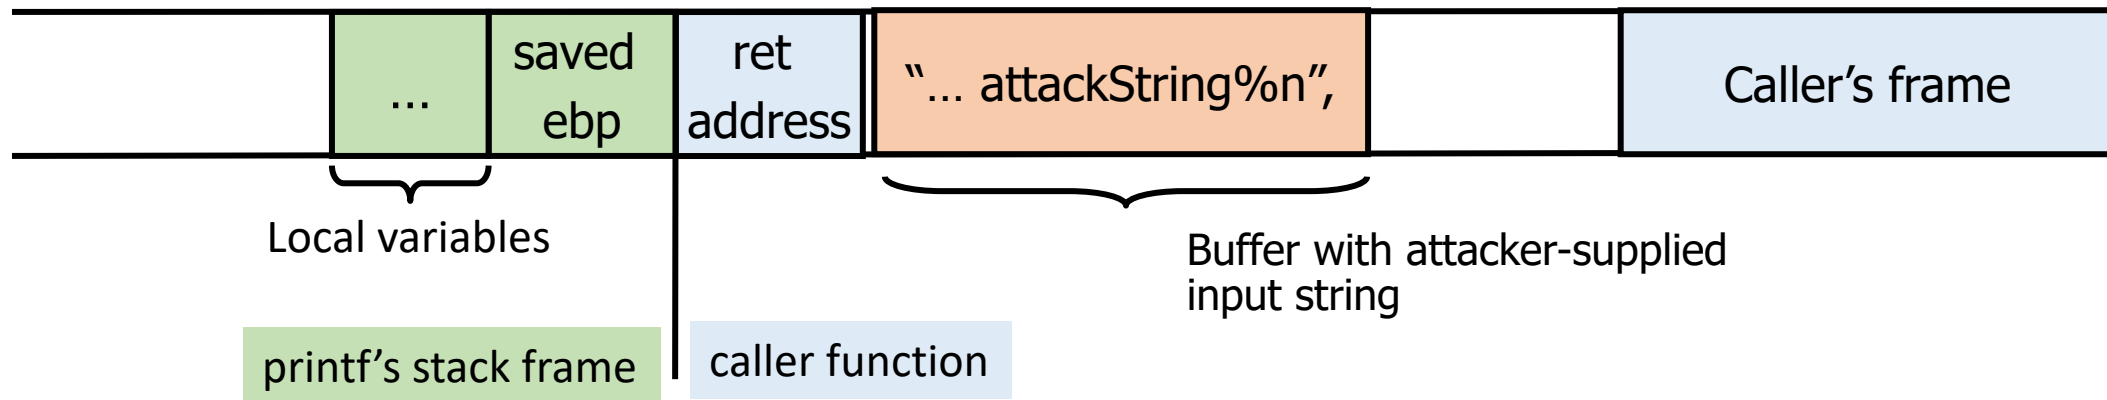 ...
saved
ebp
ret
address
“... attackString%n”,
Caller’s frame
Local variables
Buffer with attacker-supplied
input string
printf’s stack frame
caller function